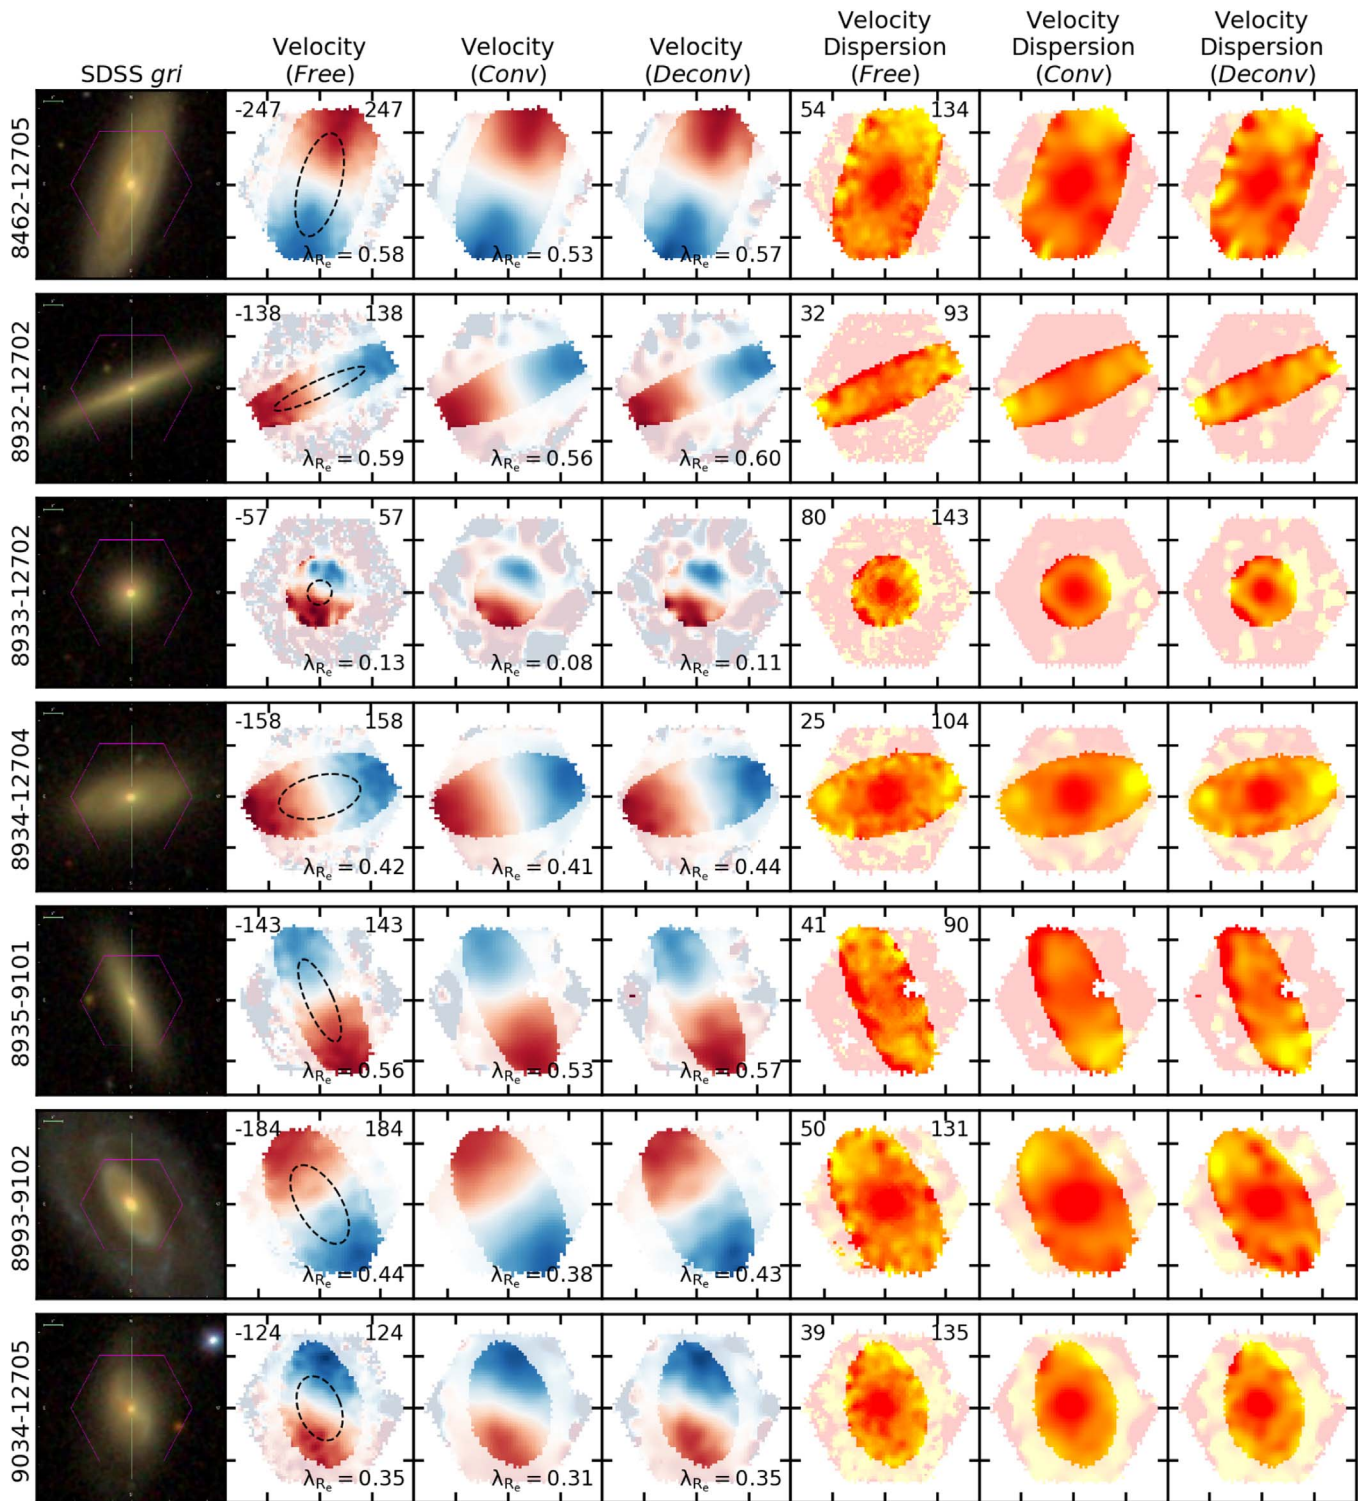 SDSS gri
Velocity
(Free)
Velocity
(Conv)
Velocity
(Deconv)
Velocity
Dispersion
(Free)
Velocity
Dispersion
(Conv)
Velocity
Dispersion
(Deconv)
8462-12705
-247 247
λRe = 0.58
λRe = 0.53
λRe = 0.57
54 134
8932-12702
-138 138
λRe = 0.59
λRe = 0.56
λRe = 0.60
32 93
8933-12702
-57 57
λRe = 0.13
λRe = 0.08
λRe = 0.11
80 143
8934-12704
-158 158
λRe = 0.42
λRe = 0.41
λRe = 0.44
25 104
8935-9101
-143 143
λRe = 0.56
λRe = 0.53
λRe = 0.57
41 90
8993-9102
-184 184
λRe = 0.44
λRe = 0.38
λRe = 0.43
50 131
9034-12705
-124 124
λRe = 0.35
λRe = 0.31
λRe = 0.35
39 135